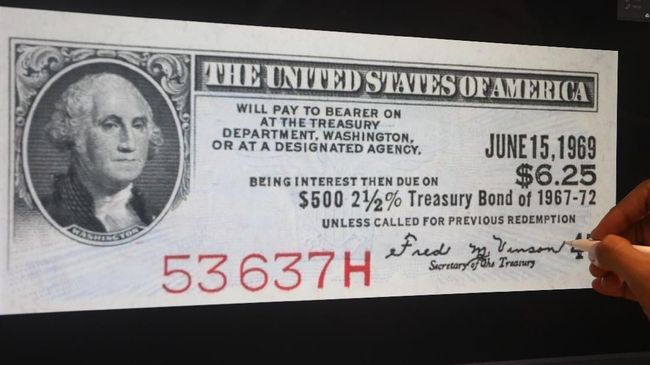 THE UNITED STATES OF AMERICA
WILL PAY TO BEARER ON
AT THE TREASURY
DEPARTMENT, WASHINGTON,
OR AT A DESIGNATED AGENCY.
JUNE 15, 1969
$6.25
BEING INTEREST THEN DUE ON
$500 2½% Treasury Bond of 1967-72
UNLESS CALLED FOR PREVIOUS REDEMPTION
WASHINGTON
53637H
Fred M. Vinson
Secretary of the Treasury